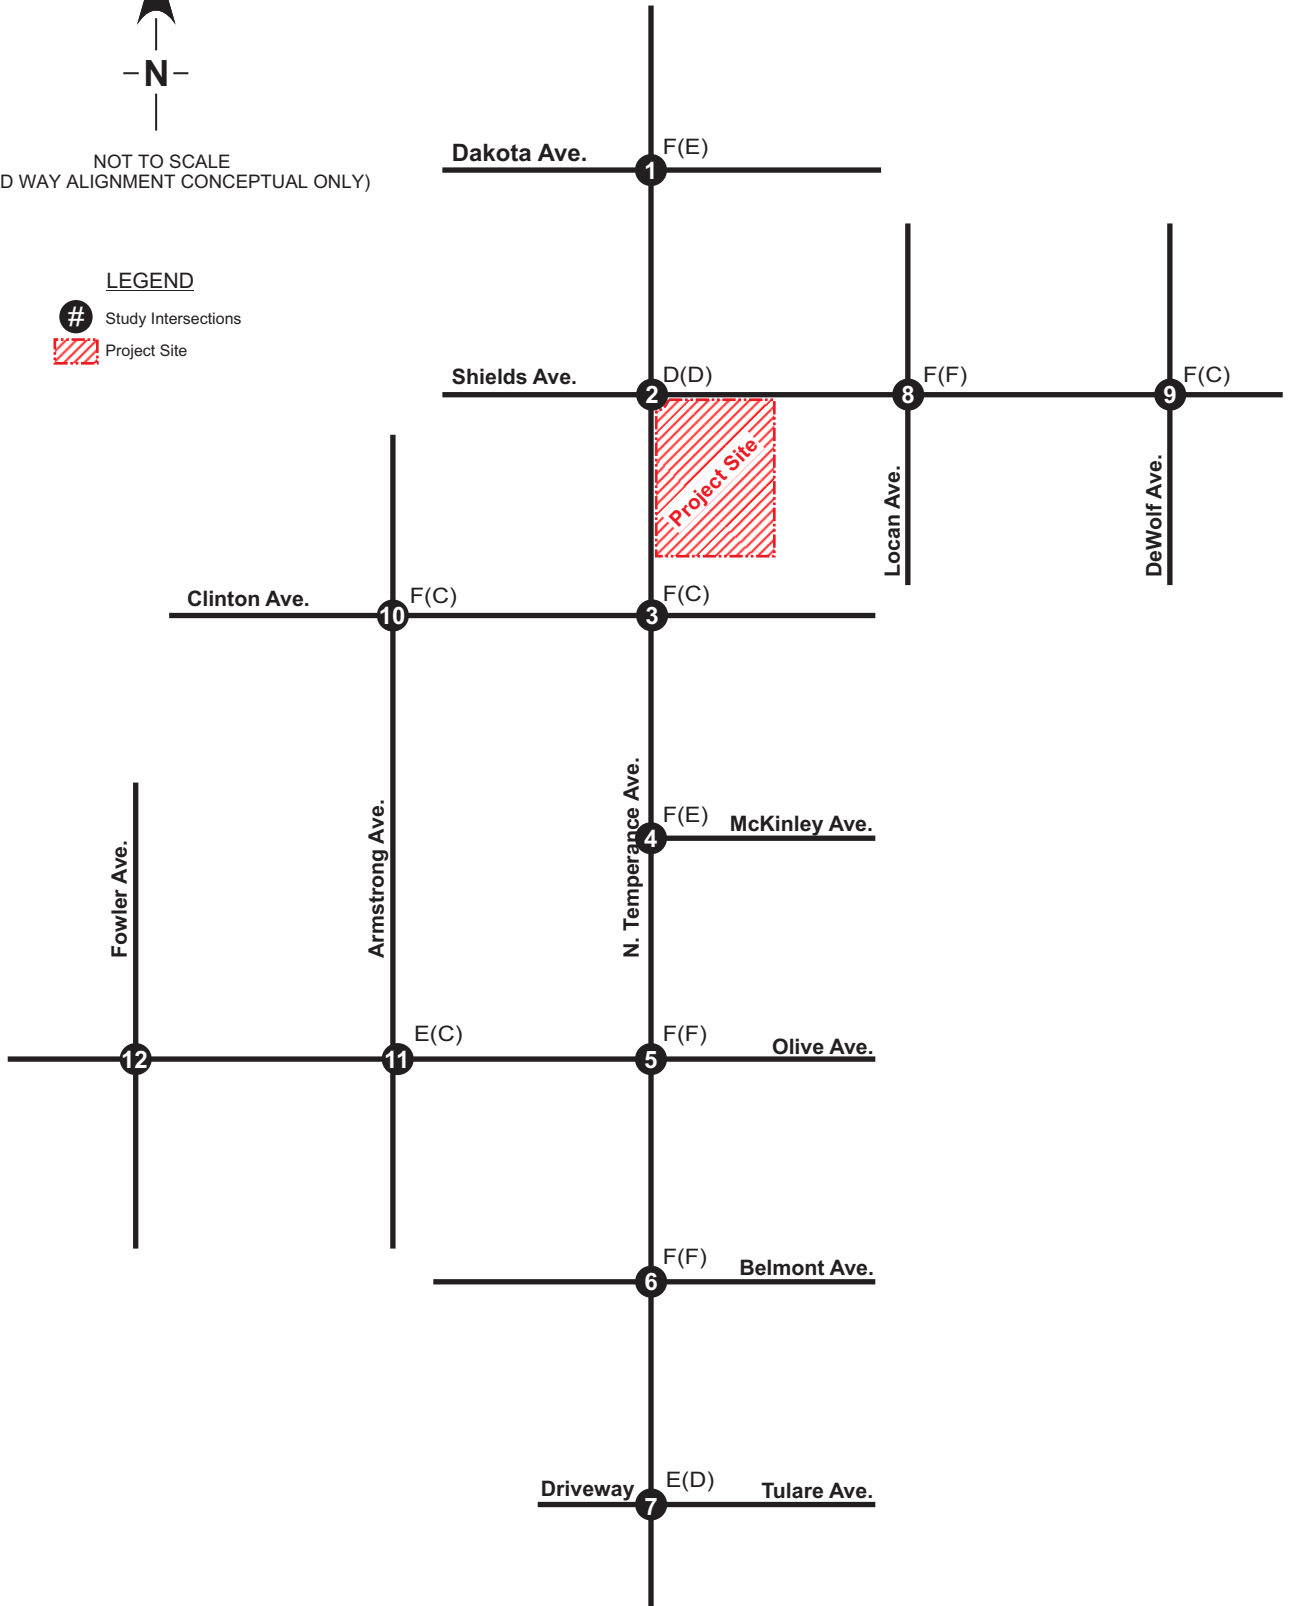 N
NOT TO SCALE
D WAY ALIGNMENT CONCEPTUAL ONLY)
LEGEND
# Study Intersections
Project Site
Dakota Ave.
F(E)
1
Shields Ave.
D(D)
2
F(F)
8
F(C)
9
Project Site
Locan Ave.
DeWolf Ave.
Clinton Ave.
F(C)
10
F(C)
3
Fowler Ave.
Armstrong Ave.
N. Temperance Ave.
F(E)
4
McKinley Ave.
12
E(C)
11
F(F)
5
Olive Ave.
F(F)
6
Belmont Ave.
Driveway
E(D)
7
Tulare Ave.